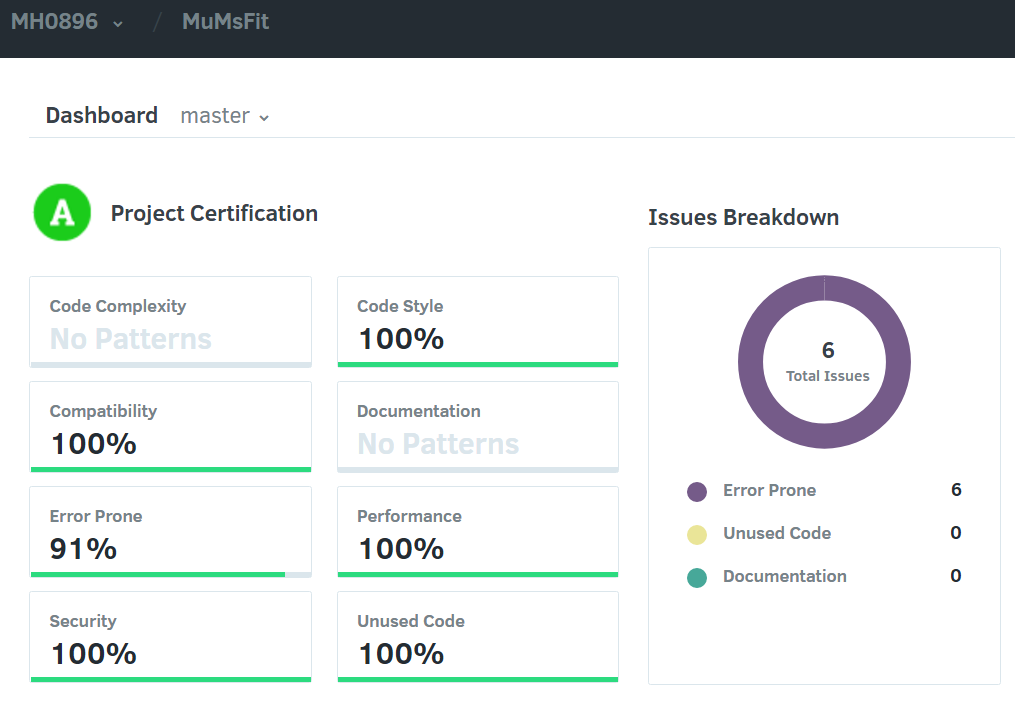 MH0896 / MuMsFit
Dashboard master
A Project Certification
Code Complexity
No Patterns
Code Style
100%
Compatibility
100%
Documentation
No Patterns
Error Prone
91%
Performance
100%
Security
100%
Unused Code
100%
Issues Breakdown
6
Total Issues
Error Prone 6
Unused Code 0
Documentation 0